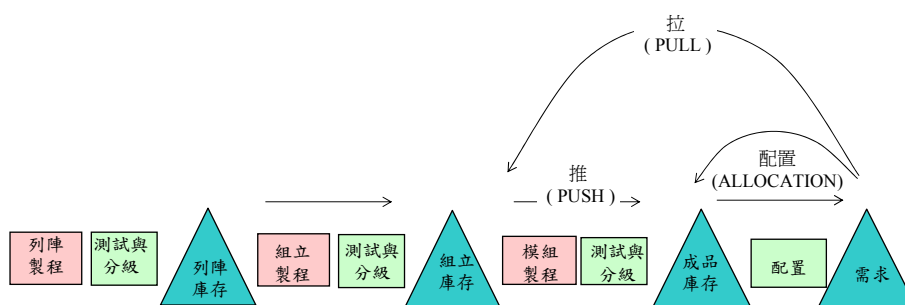 拉
( PULL )
推
( PUSH )
配置
(ALLOCATION)
列陣
製程
測試與
分級
列陣
庫存
組立
製程
測試與
分級
組立
庫存
模組
製程
測試與
分級
成品
庫存
配置
需求